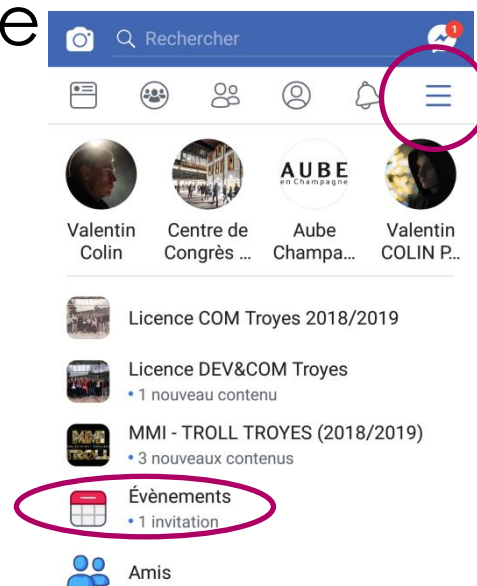 e
Rechercher
1
AUBE
en Champagne
Valentin
Colin
Centre de
Congrès ...
Aube
Champa...
Valentin
COLIN P...
Licence COM Troyes 2018/2019
Licence DEV&COM Troyes
• 1 nouveau contenu
MMI
TROLL
MMI - TROLL TROYES (2018/2019)
• 3 nouveaux contenus
Évènements
• 1 invitation
Amis